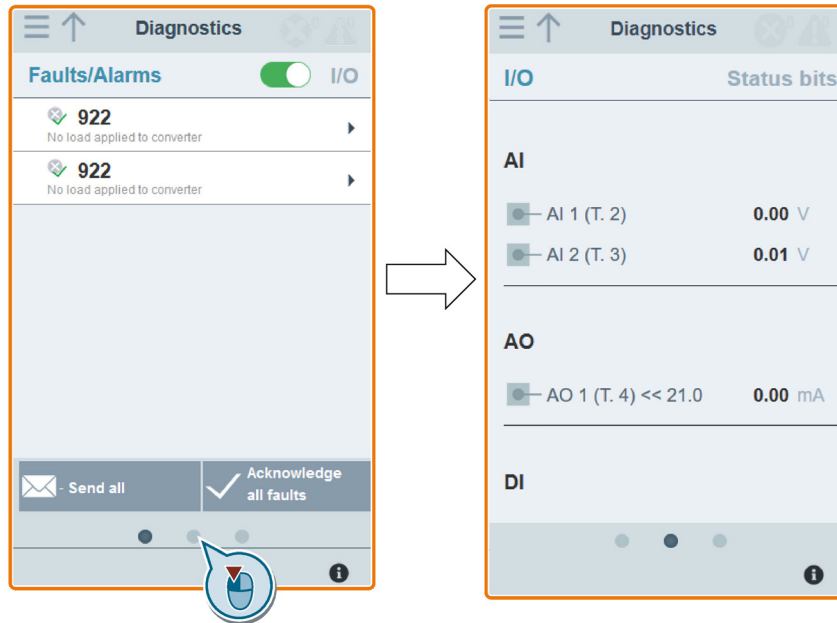 Diagnostics
Faults/Alarms I/O
922
No load applied to converter
922
No load applied to converter
- Send all
Acknowledge
all faults
Diagnostics
I/O Status bits
AI
AI 1 (T. 2) 0.00 V
AI 2 (T. 3) 0.01 V
AO
AO 1 (T. 4) << 21.0 0.00 mA
DI